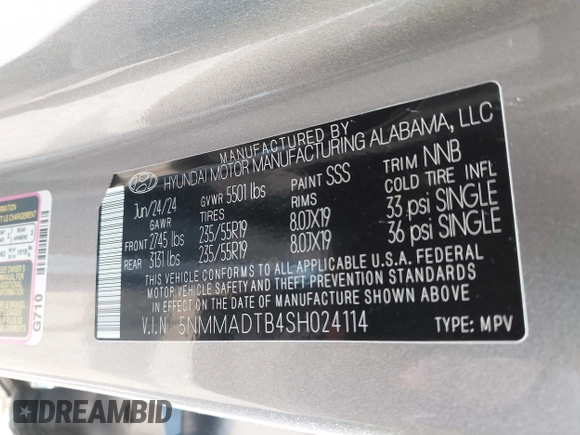 MANUFACTURED BY
HYUNDAI MOTOR MANUFACTURING ALABAMA, LLC
Jun/24/24 GVWR 5501 lbs PAINT SSS TRIM NNB
GAWR TIRES RIMS COLD TIRE INFL
FRONT 2745 lbs 235/55R19 8.0JX19 33 psi SINGLE
REAR 3131 lbs 235/55R19 8.0JX19 36 psi SINGLE
THIS VEHICLE CONFORMS TO ALL APPLICABLE U.S.A. FEDERAL
MOTOR VEHICLE SAFETY AND THEFT PREVENTION STANDARDS
IN EFFECT ON THE DATE OF MANUFACTURE SHOWN ABOVE.
V.I.N 5NMMADTB4SH024114 TYPE: MPV
G710
DREAMBID